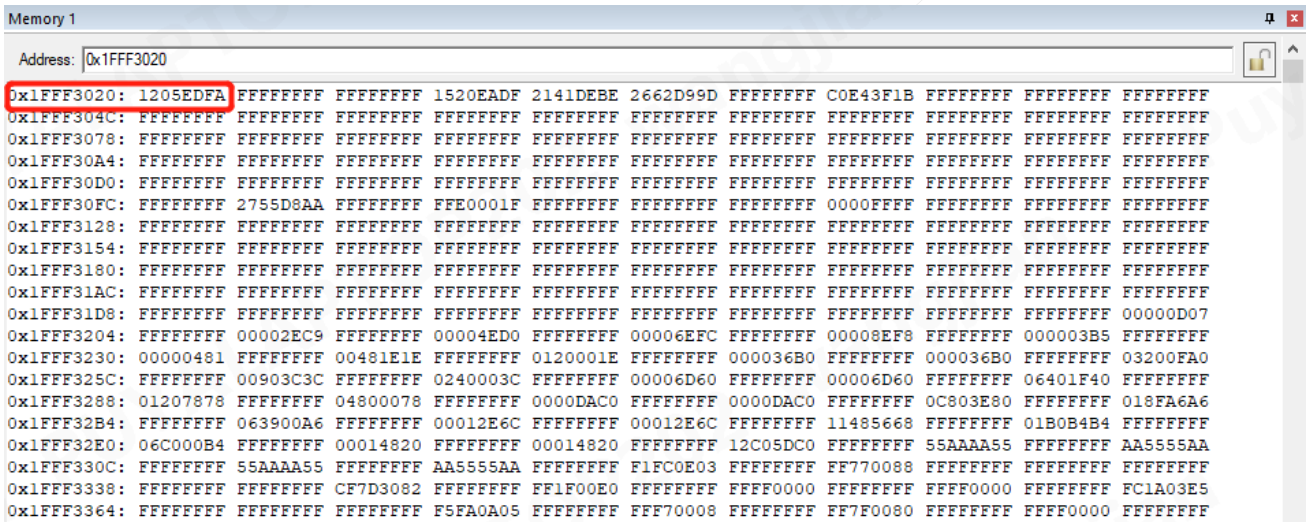 Memory 1
Address: 0x1FFF3020
0x1FFF3020: 1205EDFA FFFFFFFF FFFFFFFF 1520EADF 2141DEBE 2662D99D FFFFFFFF C0E43F1B FFFFFFFF FFFFFFFF FFFFFFFF
0x1FFF304C: FFFFFFFF FFFFFFFF FFFFFFFF FFFFFFFF FFFFFFFF FFFFFFFF FFFFFFFF FFFFFFFF FFFFFFFF FFFFFFFF FFFFFFFF
0x1FFF3078: FFFFFFFF FFFFFFFF FFFFFFFF FFFFFFFF FFFFFFFF FFFFFFFF FFFFFFFF FFFFFFFF FFFFFFFF FFFFFFFF FFFFFFFF
0x1FFF30A4: FFFFFFFF FFFFFFFF FFFFFFFF FFFFFFFF FFFFFFFF FFFFFFFF FFFFFFFF FFFFFFFF FFFFFFFF FFFFFFFF FFFFFFFF
0x1FFF30D0: FFFFFFFF FFFFFFFF FFFFFFFF FFFFFFFF FFFFFFFF FFFFFFFF FFFFFFFF FFFFFFFF FFFFFFFF FFFFFFFF FFFFFFFF
0x1FFF30FC: FFFFFFFF 2755D8AA FFFFFFFF FFE0001F FFFFFFFF FFFFFFFF FFFFFFFF 0000FFFF FFFFFFFF FFFFFFFF FFFFFFFF
0x1FFF3128: FFFFFFFF FFFFFFFF FFFFFFFF FFFFFFFF FFFFFFFF FFFFFFFF FFFFFFFF FFFFFFFF FFFFFFFF FFFFFFFF FFFFFFFF
0x1FFF3154: FFFFFFFF FFFFFFFF FFFFFFFF FFFFFFFF FFFFFFFF FFFFFFFF FFFFFFFF FFFFFFFF FFFFFFFF FFFFFFFF FFFFFFFF
0x1FFF3180: FFFFFFFF FFFFFFFF FFFFFFFF FFFFFFFF FFFFFFFF FFFFFFFF FFFFFFFF FFFFFFFF FFFFFFFF FFFFFFFF FFFFFFFF
0x1FFF31AC: FFFFFFFF FFFFFFFF FFFFFFFF FFFFFFFF FFFFFFFF FFFFFFFF FFFFFFFF FFFFFFFF FFFFFFFF FFFFFFFF FFFFFFFF
0x1FFF31D8: FFFFFFFF FFFFFFFF FFFFFFFF FFFFFFFF FFFFFFFF FFFFFFFF FFFFFFFF FFFFFFFF FFFFFFFF FFFFFFFF 00000D07
0x1FFF3204: FFFFFFFF 00002EC9 FFFFFFFF 00004ED0 FFFFFFFF 00006EFC FFFFFFFF 00008EF8 FFFFFFFF 000003B5 FFFFFFFF
0x1FFF3230: 00000481 FFFFFFFF 00481E1E FFFFFFFF 0120001E FFFFFFFF 000036B0 FFFFFFFF 000036B0 FFFFFFFF 03200FA0
0x1FFF325C: FFFFFFFF 00903C3C FFFFFFFF 0240003C FFFFFFFF 00006D60 FFFFFFFF 00006D60 FFFFFFFF 06401F40 FFFFFFFF
0x1FFF3288: 01207878 FFFFFFFF 04800078 FFFFFFFF 0000DAC0 FFFFFFFF 0000DAC0 FFFFFFFF 0C803E80 FFFFFFFF 018FA6A6
0x1FFF32B4: FFFFFFFF 063900A6 FFFFFFFF 00012E6C FFFFFFFF 00012E6C FFFFFFFF 11485668 FFFFFFFF 01B0B4B4 FFFFFFFF
0x1FFF32E0: 06C000B4 FFFFFFFF 00014820 FFFFFFFF 00014820 FFFFFFFF 12C05DC0 FFFFFFFF 55AAAA55 FFFFFFFF AA5555AA
0x1FFF330C: FFFFFFFF 55AAAA55 FFFFFFFF AA5555AA FFFFFFFF F1FC0E03 FFFFFFFF FF770088 FFFFFFFF FFFFFFFF FFFFFFFF
0x1FFF3338: FFFFFFFF FFFFFFFF CF7D3082 FFFFFFFF FF1F00E0 FFFFFFFF FFFF0000 FFFFFFFF FFFF0000 FFFFFFFF FC1A03E5
0x1FFF3364: FFFFFFFF FFFFFFFF FFFFFFFF F5FA0A05 FFFFFFFF FFF70008 FFFFFFFF FF7F0080 FFFFFFFF FFFF0000 FFFFFFFF